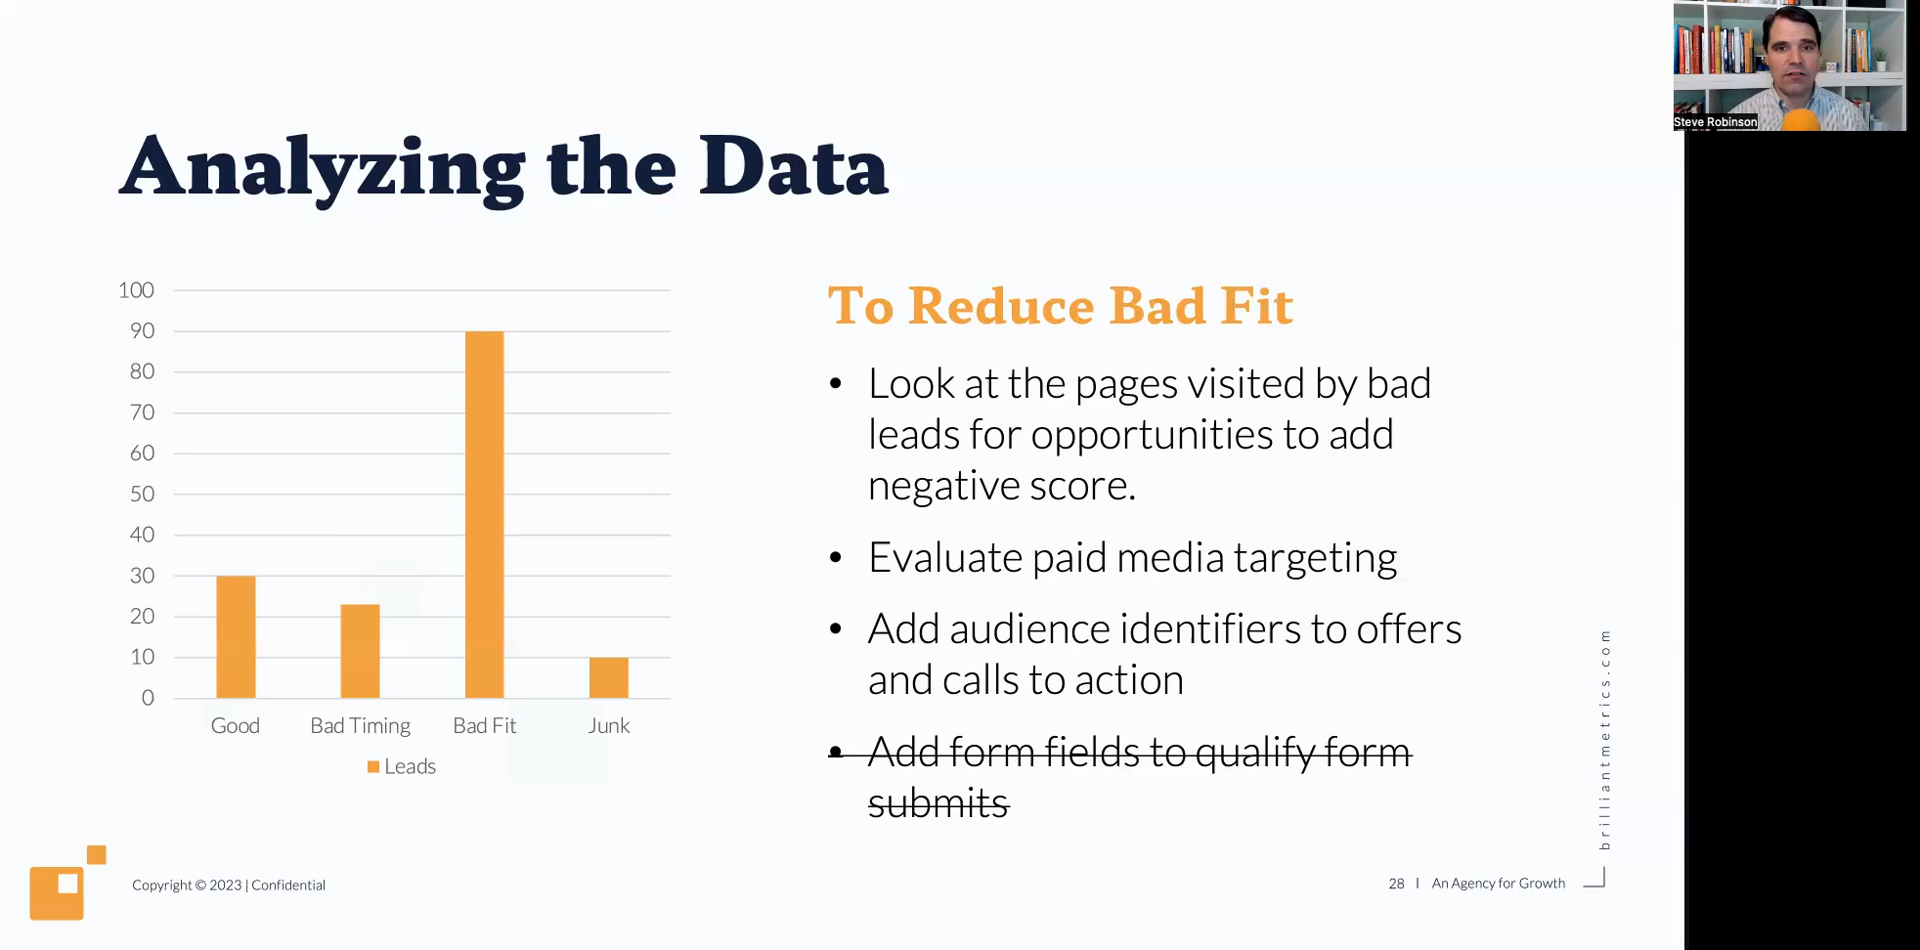 Steve Robinson
Analyzing the Data
100
90
80
70
60
50
40
30
20
10
0
Good Bad Timing Bad Fit Junk
Leads
To Reduce Bad Fit
• Look at the pages visited by bad
leads for opportunities to add
negative score.
• Evaluate paid media targeting
• Add audience identifiers to offers
and calls to action
• Add form fields to qualify form
submits
brilliantmetrics.com
Copyright © 2023 | Confidential
28 | An Agency for Growth